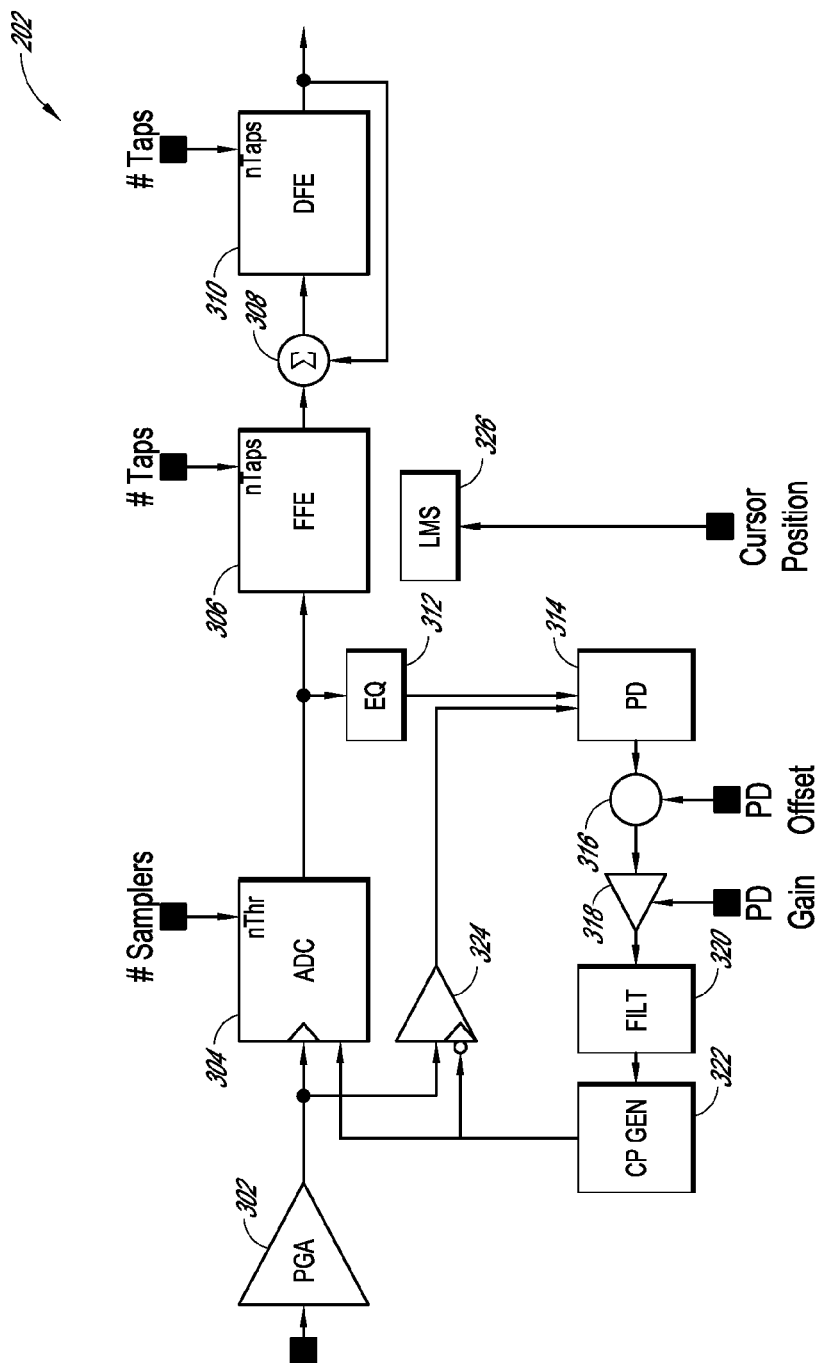 202
# Taps
nTaps
DFE
310
308
Σ
# Taps
nTaps
FFE
306
LMS
326
Cursor
Position
EQ
312
PD
314
316
PD
Offset
318
PD
Gain
FILT
320
CP GEN
322
324
# Samplers
nThr
ADC
304
PGA
302